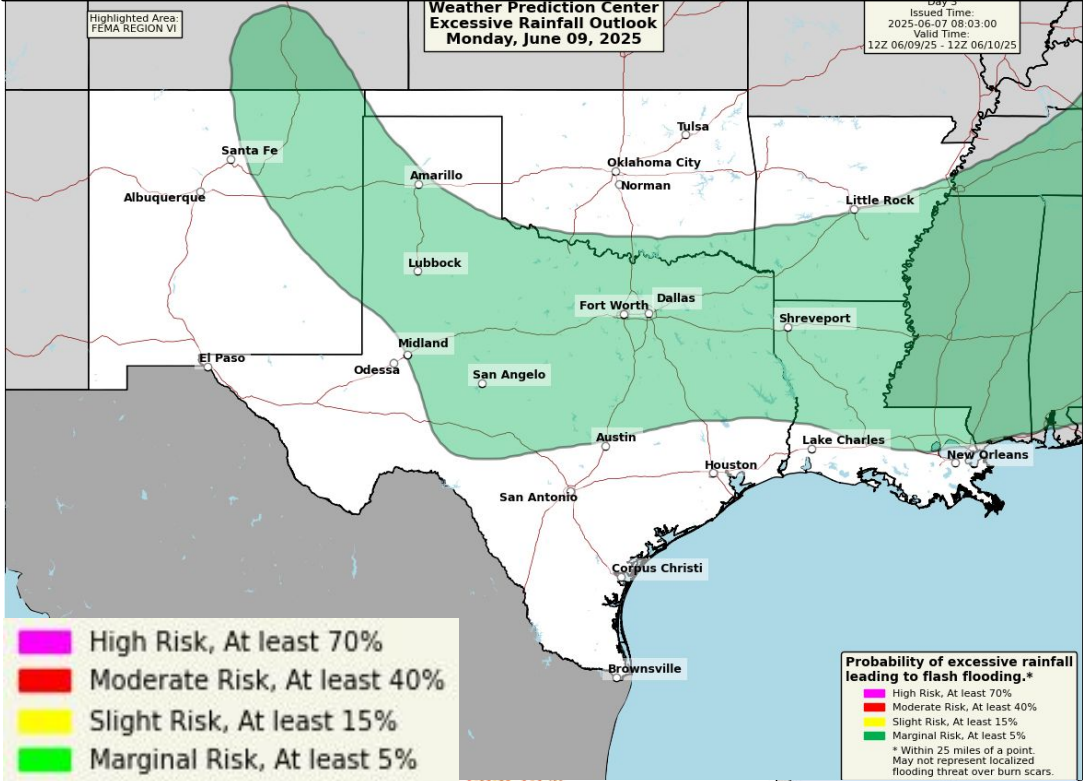 Highlighted Area:
FEMA REGION VI
Weather Prediction Center
Excessive Rainfall Outlook
Monday, June 09, 2025
Issued Time:
2025-06-07 08:03:00
Valid Time:
12Z 06/09/25 - 12Z 06/10/25
Tulsa
Santa Fe
Oklahoma City
Amarillo
Norman
Albuquerque
Little Rock
Lubbock
Dallas
Fort Worth
Shreveport
Midland
El Paso
Odessa
San Angelo
Austin
Lake Charles
New Orleans
Houston
San Antonio
Corpus Christi
Brownsville
High Risk, At least 70%
Moderate Risk, At least 40%
Slight Risk, At least 15%
Marginal Risk, At least 5%
Probability of excessive rainfall
leading to flash flooding.*
High Risk, At least 70%
Moderate Risk, At least 40%
Slight Risk, At least 15%
Marginal Risk, At least 5%
* Within 25 miles of a point.
May not represent localized
flooding threat over burn scars.